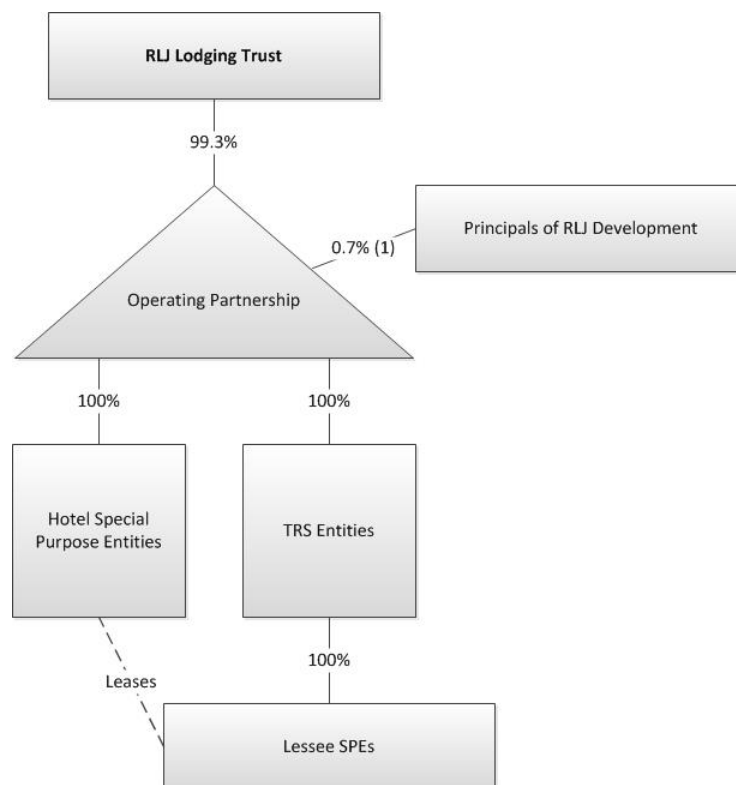 RLJ Lodging Trust
99.3%
Principals of RLJ Development
0.7% (1)
Operating Partnership
100%
100%
Hotel Special
Purpose Entities
TRS Entities
100%
Leases
Lessee SPEs